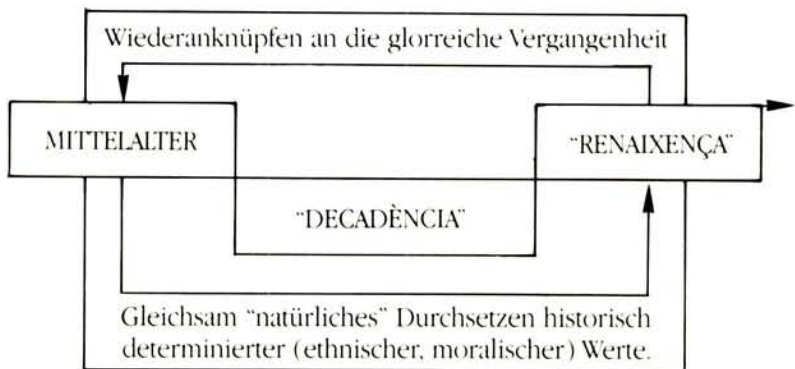 Wiederanknüpfen an die glorreiche Vergangenheit
MITTELALTER
"RENAIXENÇA"
"DECADÈNCIA"
Gleichsam "natürliches" Durchsetzen historisch
determinierter (ethnischer, moralischer) Werte.